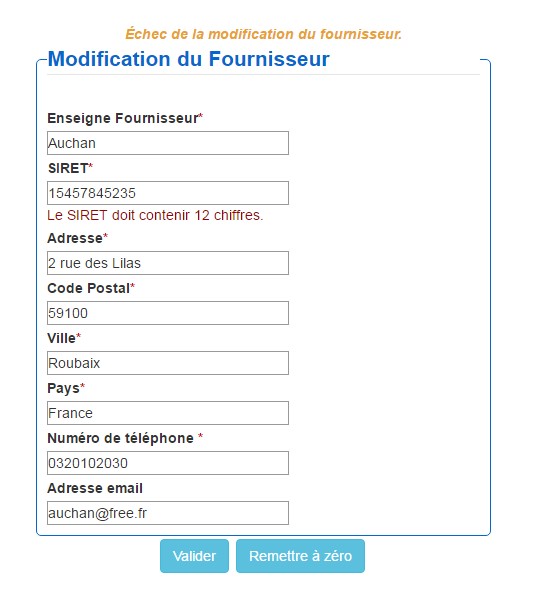 Échec de la modification du fournisseur.
Modification du Fournisseur
Enseigne Fournisseur*
Auchan
SIRET*
15457845235
Le SIRET doit contenir 12 chiffres.
Adresse*
2 rue des Lilas
Code Postal*
59100
Ville*
Roubaix
Pays*
France
Numéro de téléphone *
0320102030
Adresse email
auchan@free.fr
Valider Remettre à zéro